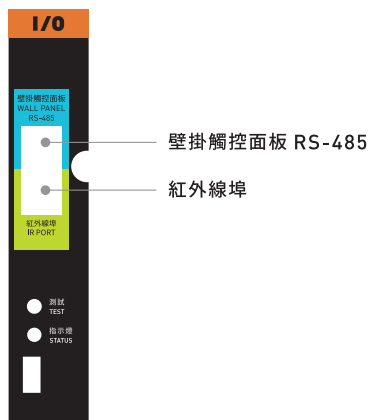 I/O
壁掛觸控面板
WALL PANEL
RS-485
壁掛觸控面板 RS-485
紅外線埠
紅外線埠
IR PORT
測試
TEST
指示燈
STATUS